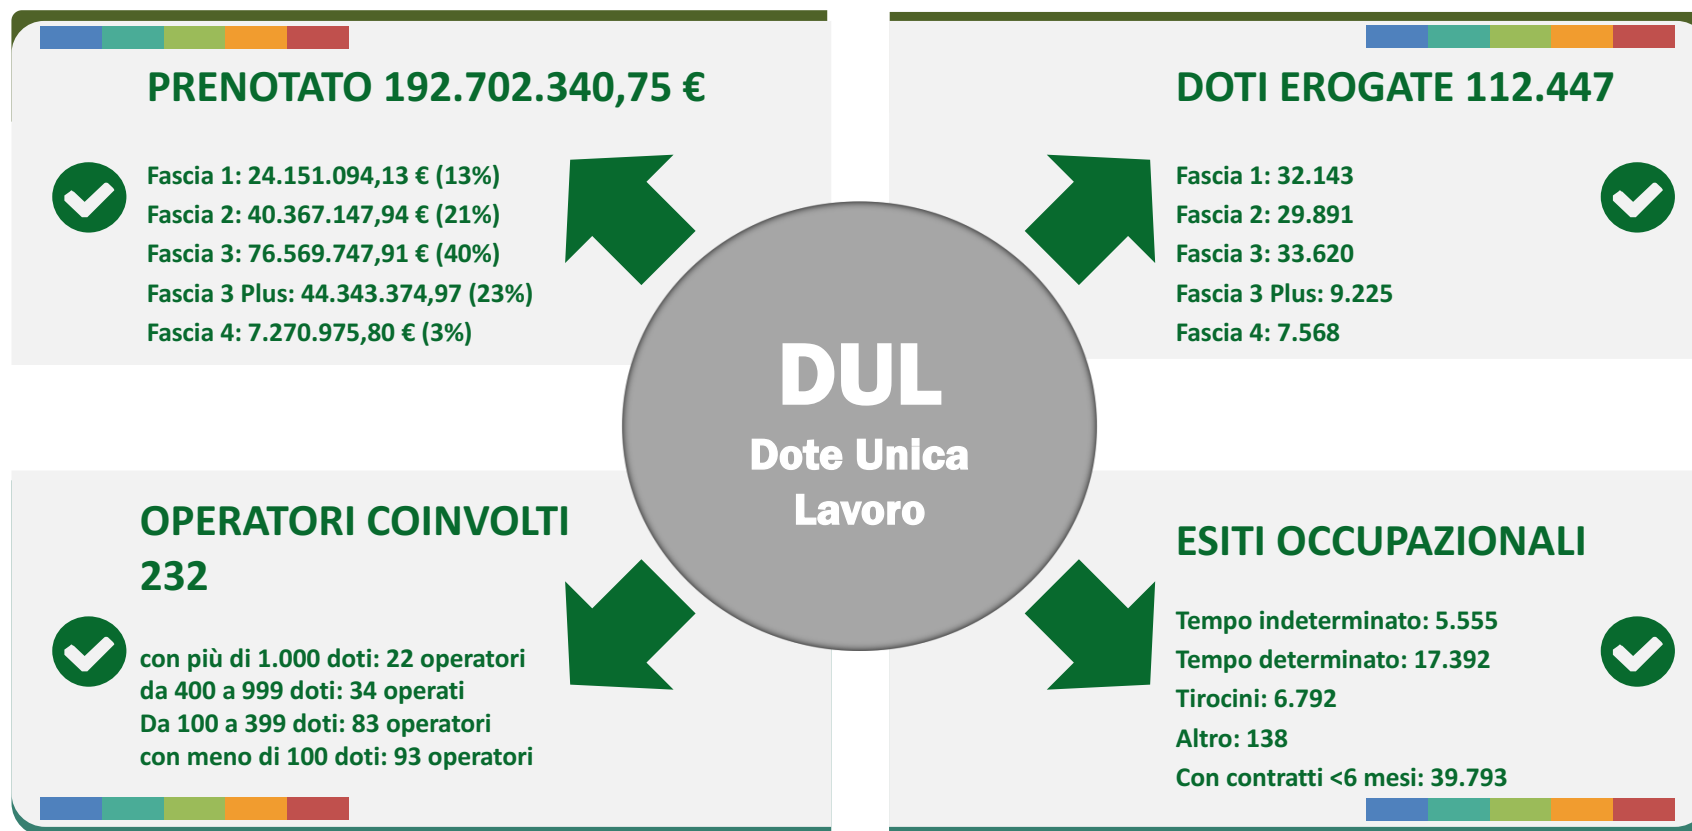 PRENOTATO 192.702.340,75 €
Fascia 1: 24.151.094,13 € (13%)
Fascia 2: 40.367.147,94 € (21%)
Fascia 3: 76.569.747,91 € (40%)
Fascia 3 Plus: 44.343.374,97 (23%)
Fascia 4: 7.270.975,80 € (3%)
DOTI EROGATE 112.447
Fascia 1: 32.143
Fascia 2: 29.891
Fascia 3: 33.620
Fascia 3 Plus: 9.225
Fascia 4: 7.568
DUL
Dote Unica
Lavoro
OPERATORI COINVOLTI
232
con più di 1.000 doti: 22 operatori
da 400 a 999 doti: 34 operati
Da 100 a 399 doti: 83 operatori
con meno di 100 doti: 93 operatori
ESITI OCCUPAZIONALI
Tempo indeterminato: 5.555
Tempo determinato: 17.392
Tirocini: 6.792
Altro: 138
Con contratti <6 mesi: 39.793